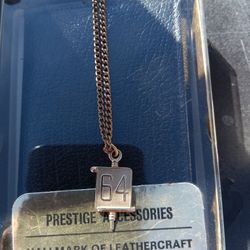 64
PRESTIGE ACCESSORIES
HALLMARK OF LEATHERCRAFT